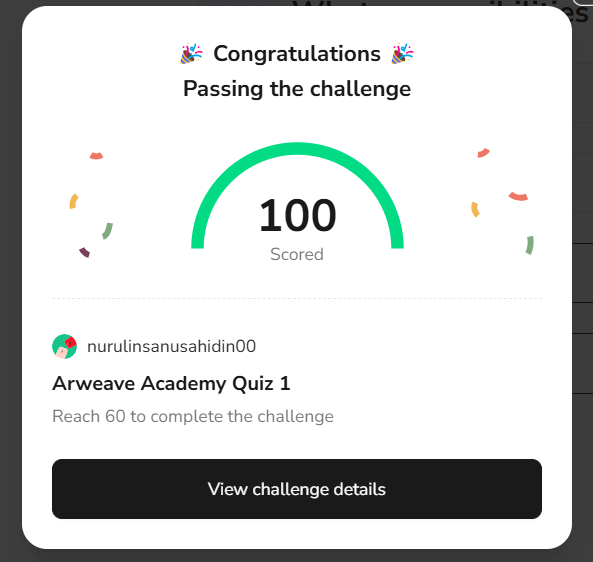 Congratulations
Passing the challenge
100
Scored
nurulinsanusahidin00
Arweave Academy Quiz 1
Reach 60 to complete the challenge
View challenge details